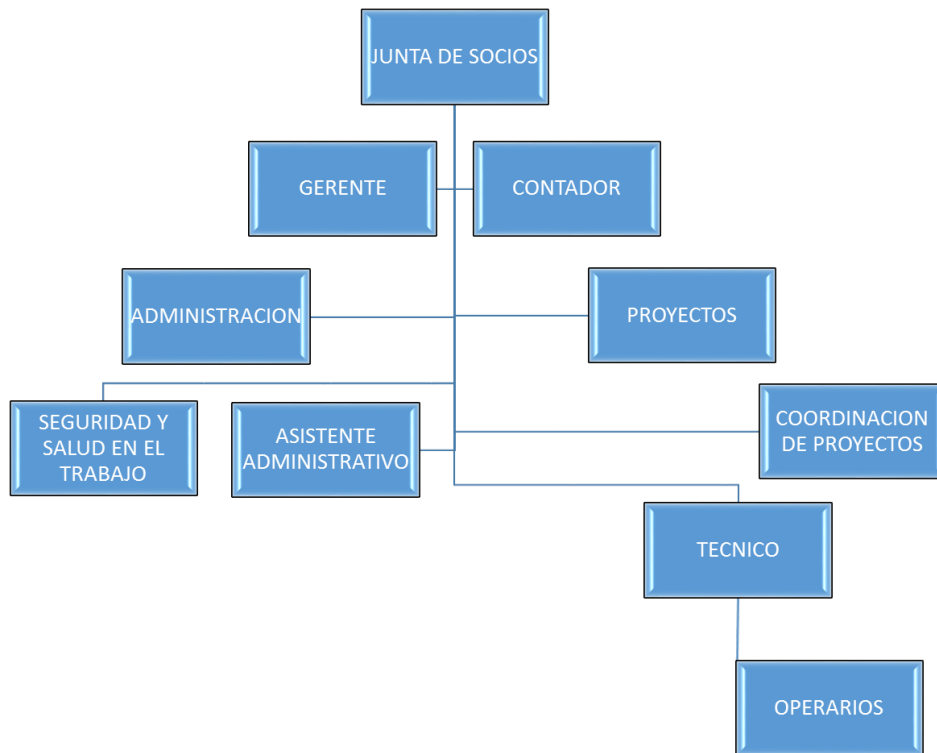 JUNTA DE SOCIOS
GERENTE
CONTADOR
ADMINISTRACION
PROYECTOS
SEGURIDAD Y
SALUD EN EL
TRABAJO
ASISTENTE
ADMINISTRATIVO
COORDINACION
DE PROYECTOS
TECNICO
OPERARIOS